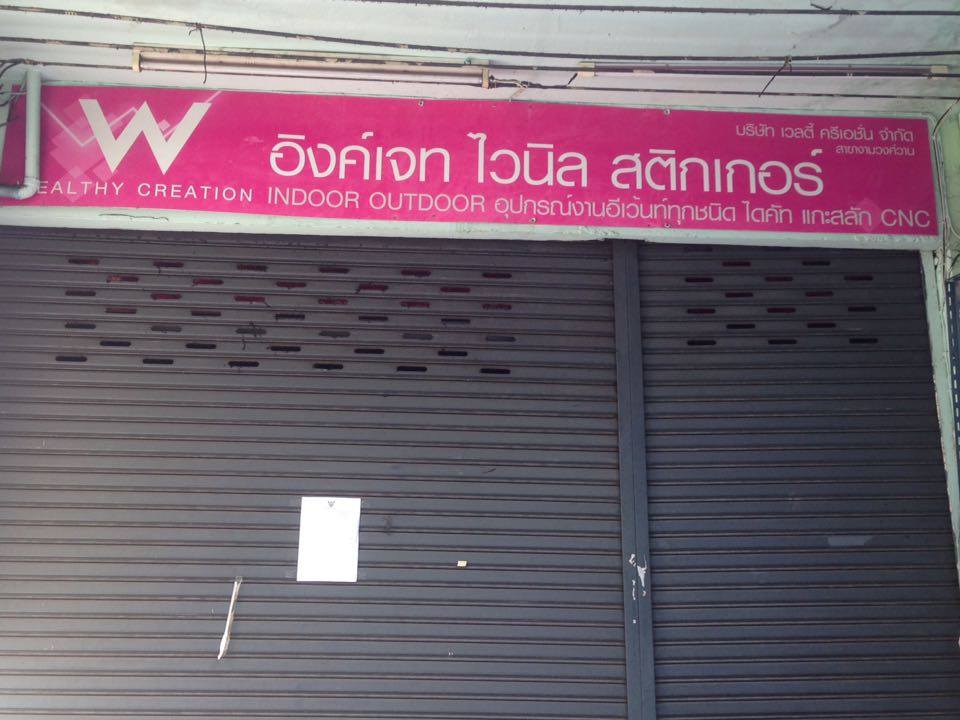 บริษัท เวลตี้ ครีเอชั่น จำกัด
สาขางามวงศ์วาน
W
อิงค์เจท ไวนิล สติกเกอร์
EALTHY CREATION
INDOOR OUTDOOR อุปกรณ์งานอีเว้นท์ทุกชนิด ไดคัท แกะสลัก CNC